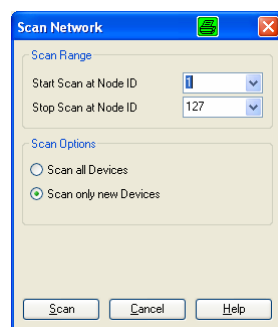 Scan Network
Scan Range
Start Scan at Node ID 1
Stop Scan at Node ID 127
Scan Options
Scan all Devices
Scan only new Devices
Scan Cancel Help